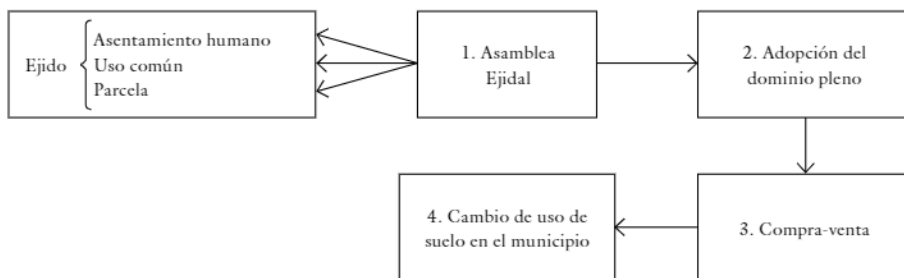 Ejido
Asentamiento humano
Uso común
Parcela
1. Asamblea
Ejidal
2. Adopción del
dominio pleno
4. Cambio de uso de
suelo en el municipio
3. Compra-venta